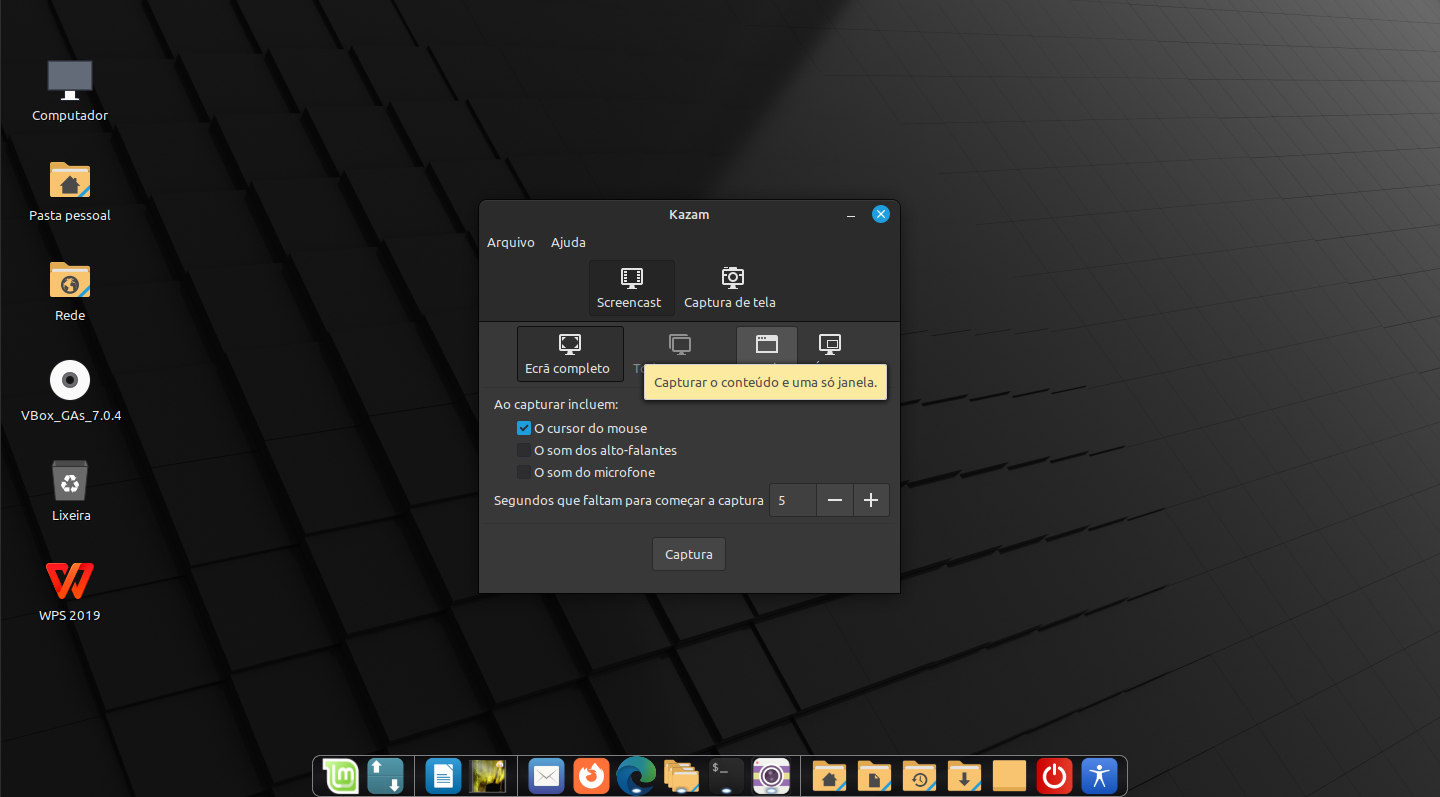 Computador
Pasta pessoal
Rede
VBox_GAs_7.0.4
Lixeira
WPS 2019
Kazam
Arquivo Ajuda
Screencast Captura de tela
Ecrã completo
Capturar o conteúdo e uma só janela.
Ao capturar incluem:
O cursor do mouse
O som dos alto-falantes
O som do microfone
Segundos que faltam para começar a captura 5
Captura